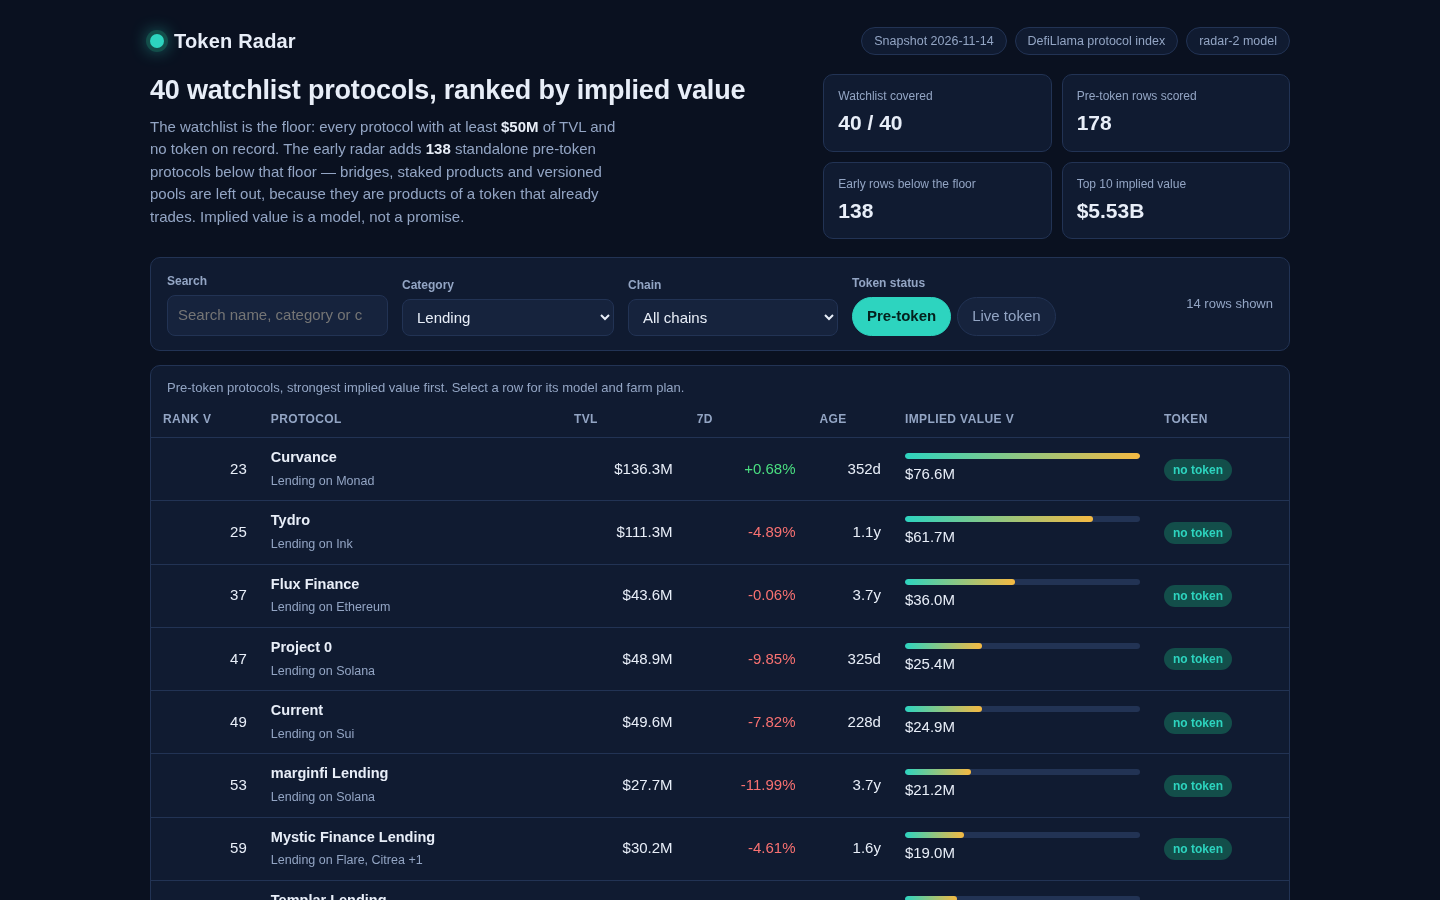 Token Radar
Snapshot 2026-11-14
DefiLlama protocol index
radar-2 model
40 watchlist protocols, ranked by implied value
The watchlist is the floor: every protocol with at least $50M of TVL and
no token on record. The early radar adds 138 standalone pre-token
protocols below that floor — bridges, staked products and versioned
pools are left out, because they are products of a token that already
trades. Implied value is a model, not a promise.
Watchlist covered
40 / 40
Pre-token rows scored
178
Early rows below the floor
138
Top 10 implied value
$5.53B
Search
Search name, category or c
Category
Lending
Chain
All chains
Token status
Pre-token
Live token
14 rows shown
Pre-token protocols, strongest implied value first. Select a row for its model and farm plan.
RANK V PROTOCOL TVL 7D AGE IMPLIED VALUE V TOKEN
23 Curvance $136.3M +0.68% 352d $76.6M no token
Lending on Monad
25 Tydro $111.3M -4.89% 1.1y $61.7M no token
Lending on Ink
37 Flux Finance $43.6M -0.06% 3.7y $36.0M no token
Lending on Ethereum
47 Project 0 $48.9M -9.85% 325d $25.4M no token
Lending on Solana
49 Current $49.6M -7.82% 228d $24.9M no token
Lending on Sui
53 marginfi Lending $27.7M -11.99% 3.7y $21.2M no token
Lending on Solana
59 Mystic Finance Lending $30.2M -4.61% 1.6y $19.0M no token
Lending on Flare, Citrea +1
Templar Lending